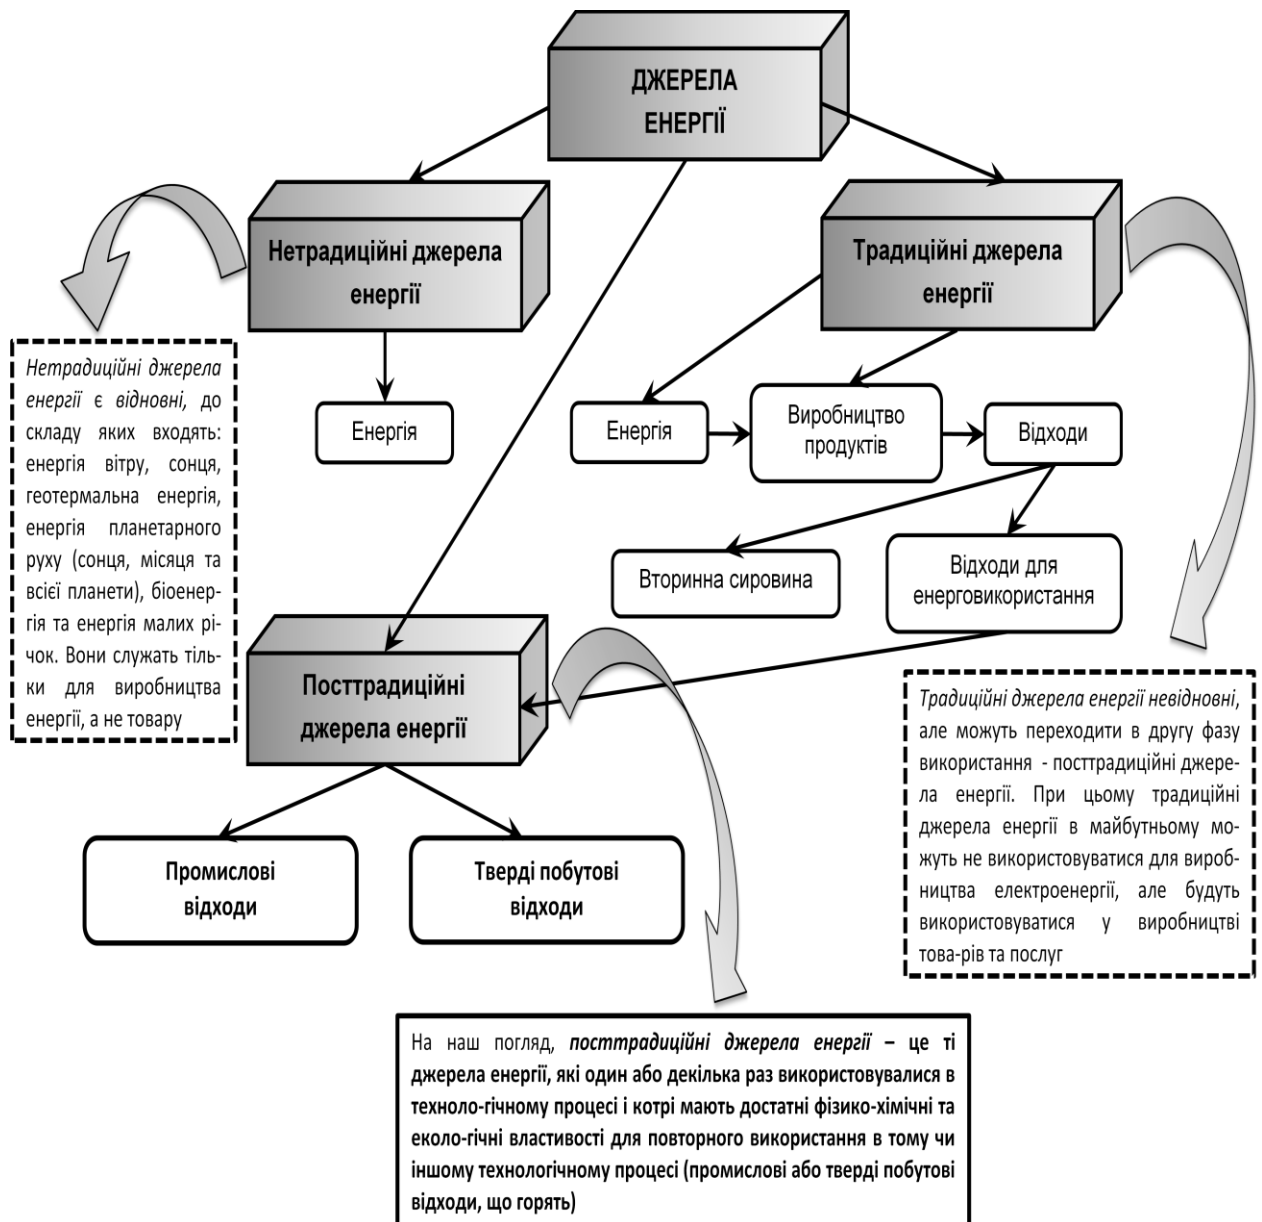 ДЖЕРЕЛА
ЕНЕРГІЇ
Нетрадиційні джерела
енергії
Традиційні джерела
енергії
Нетрадиційні джерела
енергії є відновні, до
складу яких входять:
енергія вітру, сонця,
геотермальна енергія,
енергія планетарного
руху (сонця, місяця та
всієї планети), біоенер-
гія та енергія малих рі-
чок. Вони служать тіль-
ки для виробництва
енергії, а не товару
Енергія
Енергія
Виробництво
продуктів
Відходи
Вторинна сировина
Відходи для
енерговикористання
Посттрадиційні
джерела енергії
Традиційні джерела енергії невідновні,
але можуть переходити в другу фазу
використання - посттрадиційні джере-
ла енергії. При цьому традиційні
джерела енергії в майбутньому мо-
жуть не використовуватися для вироб-
ництва електроенергії, але будуть
використовуватися у виробництві
това-рів та послуг
Промислові
відходи
Тверді побутові
відходи
На наш погляд, посттрадиційні джерела енергії – це ті
джерела енергії, які один або декілька раз використовувалися в
техноло-гічному процесі і котрі мають достатні фізико-хімічні та
еколо-гічні властивості для повторного використання в тому чи
іншому технологічному процесі (промислові або тверді побутові
відходи, що горять)